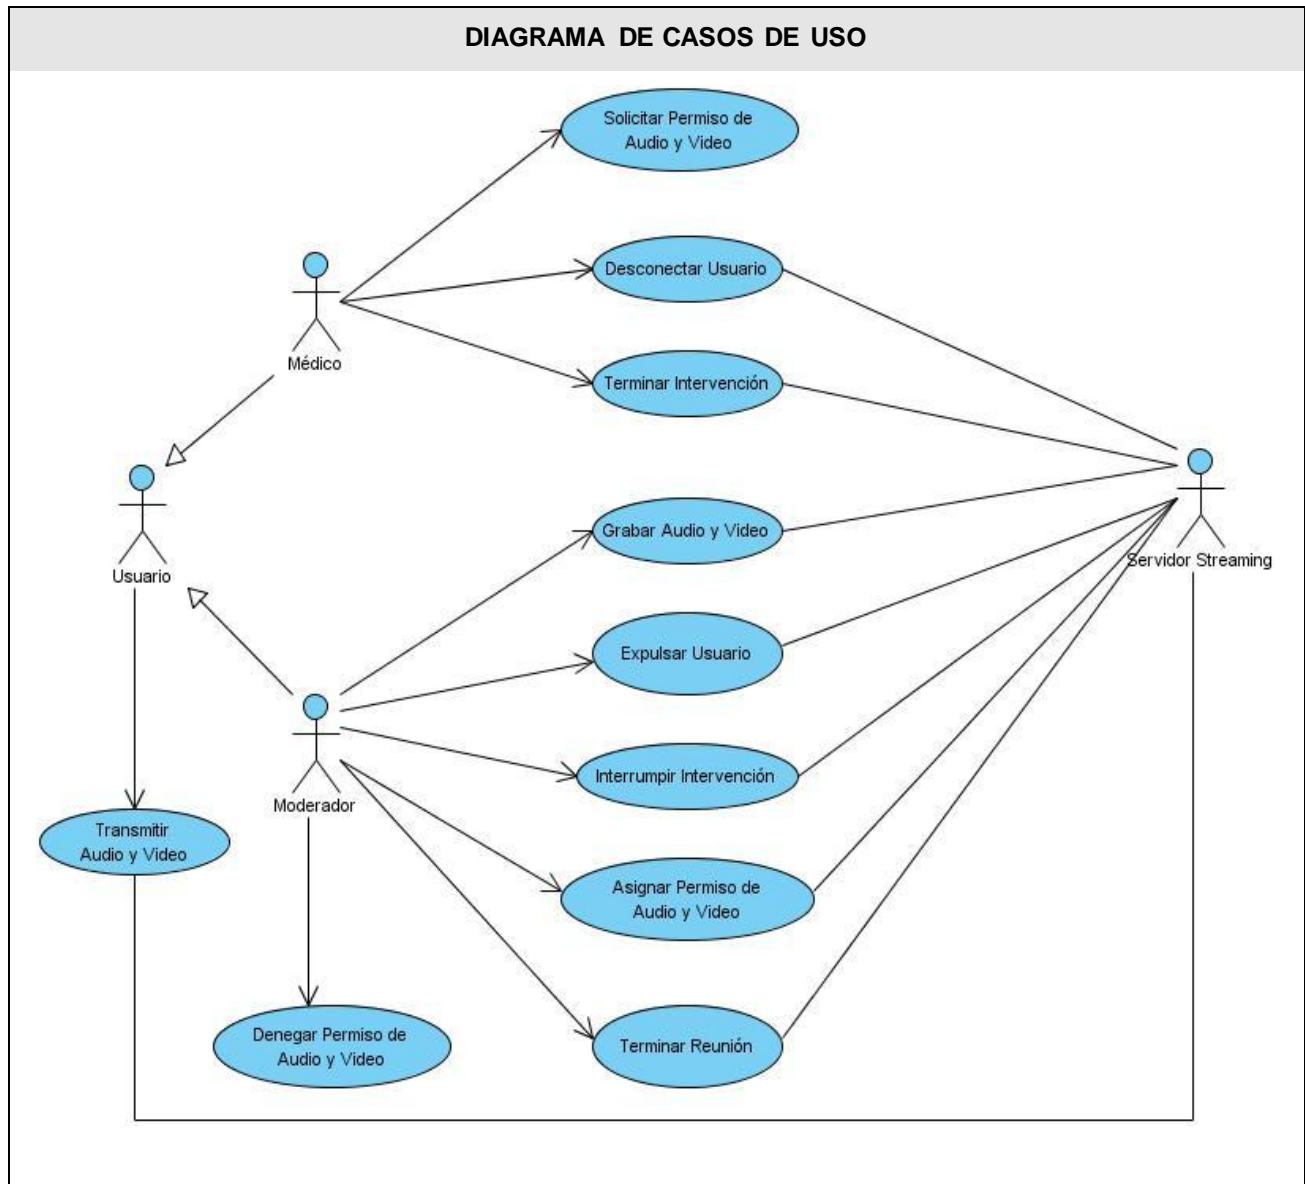 DIAGRAMA DE CASOS DE USO
Solicitar Permiso de
Audio y Video
Desconectar Usuario
Médico
Terminar Intervención
Usuario
Grabar Audio y Video
Servidor Streaming
Expulsar Usuario
Moderador
Interrumpir Intervención
Transmitir
Audio y Video
Asignar Permiso de
Audio y Video
Denegar Permiso de
Audio y Video
Terminar Reunión